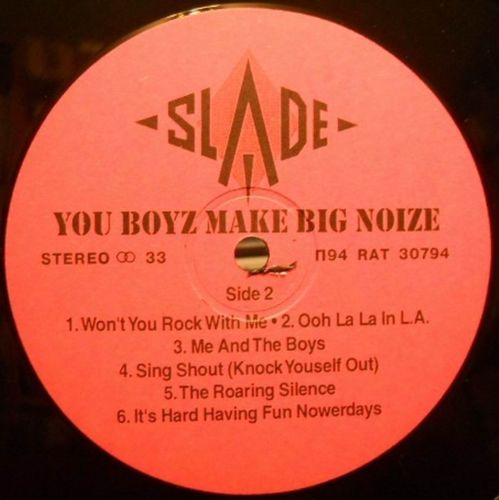 SLADE
YOU BOYZ MAKE BIG NOIZE
STEREO ꝏ 33 П94 RAT 30794
Side 2
1.Won't You Rock With Me • 2. Ooh La La In L.A.
3. Me And The Boys
4. Sing Shout (Knock Youself Out)
5.The Roaring Silence
6. It's Hard Having Fun Nowerdays